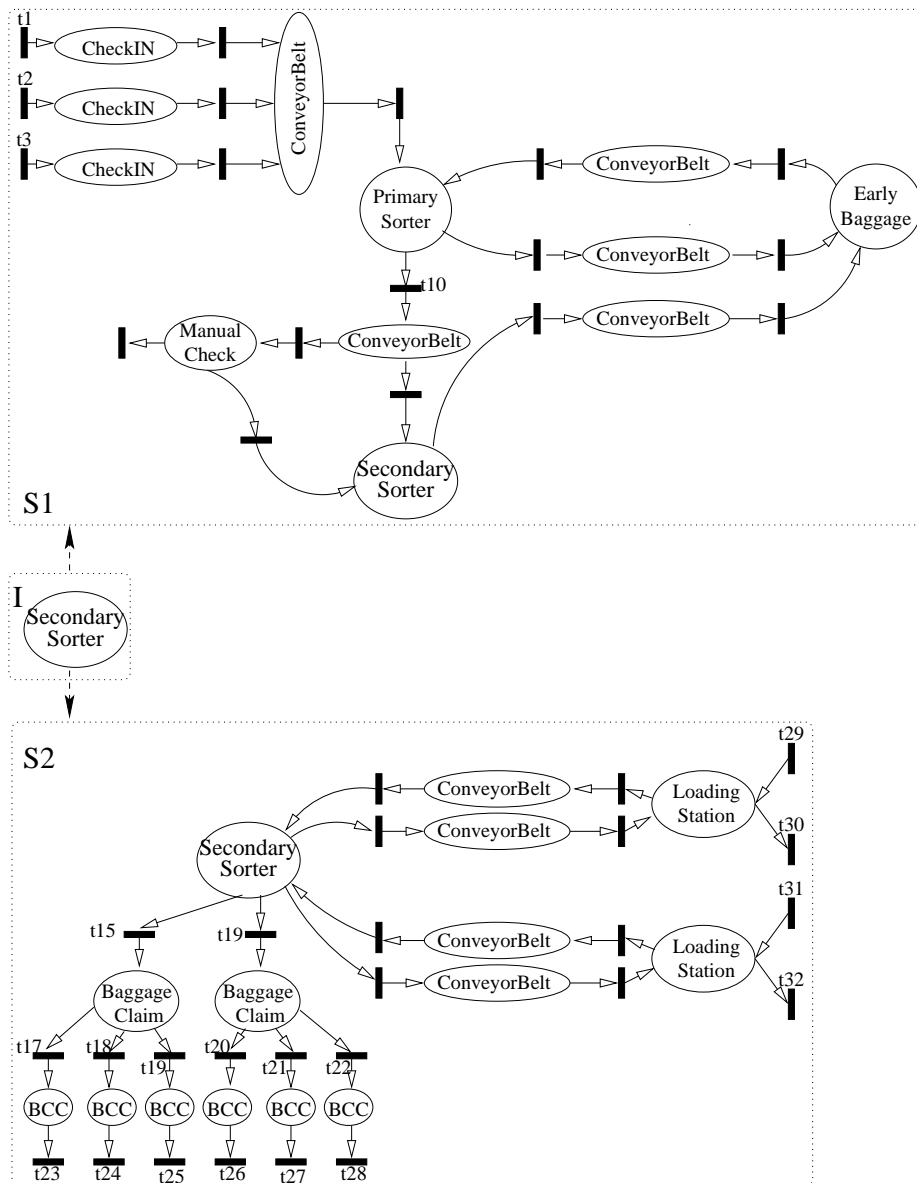 t1
CheckIN
t2
CheckIN
t3
CheckIN
ConveyorBelt
Primary
Sorter
ConveyorBelt
Early
Baggage
ConveyorBelt
t10
ConveyorBelt
Manual
Check
ConveyorBelt
Secondary
Sorter
S1
I
Secondary
Sorter
S2
t29
ConveyorBelt
Loading
Station
t30
ConveyorBelt
Secondary
Sorter
t31
t15
t19
ConveyorBelt
Loading
Station
ConveyorBelt
t32
Baggage
Claim
Baggage
Claim
t17
t18
t19
t20
t21
t22
BCC
BCC
BCC
BCC
BCC
BCC
t23
t24
t25
t26
t27
t28